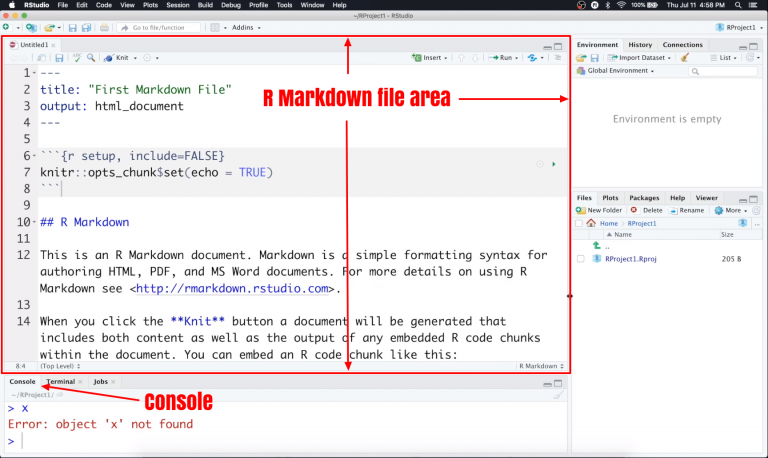 RStudio File Edit Code View Plots Session Build Debug Profile Tools Window Help 100% Thu Jul 11 4:58 PM
~/RProject1 - RStudio
Go to file/function Addins RProject1
Untitled1
Knit Insert Run
1 ---
2 title: "First Markdown File"
3 output: html_document
4 ---
5
6 ```{r setup, include=FALSE}
7 knitr::opts_chunk$set(echo = TRUE)
8 ```
9
10 ## R Markdown
11
12 This is an R Markdown document. Markdown is a simple formatting syntax for
authoring HTML, PDF, and MS Word documents. For more details on using R
Markdown see <http://rmarkdown.rstudio.com>.
13
14 When you click the **Knit** button a document will be generated that
includes both content as well as the output of any embedded R code chunks
within the document. You can embed an R code chunk like this:
8:4 (Top Level) R Markdown
R Markdown file area
Console Terminal Jobs
~/RProject1/
Console
> x
Error: object 'x' not found
>
Environment History Connections
Import Dataset List
Global Environment
Environment is empty
Files Plots Packages Help Viewer
New Folder Delete Rename More
Home RProject1
Name Size
..
RProject1.Rproj 205 B